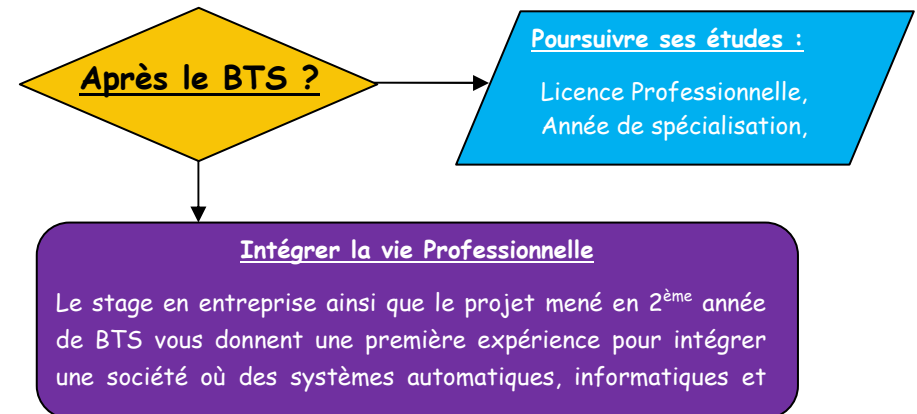 Après le BTS ?
Poursuivre ses études :
Licence Professionnelle,
Année de spécialisation,
Intégrer la vie Professionnelle
Le stage en entreprise ainsi que le projet mené en 2ème année
de BTS vous donnent une première expérience pour intégrer
une société où des systèmes automatiques, informatiques et